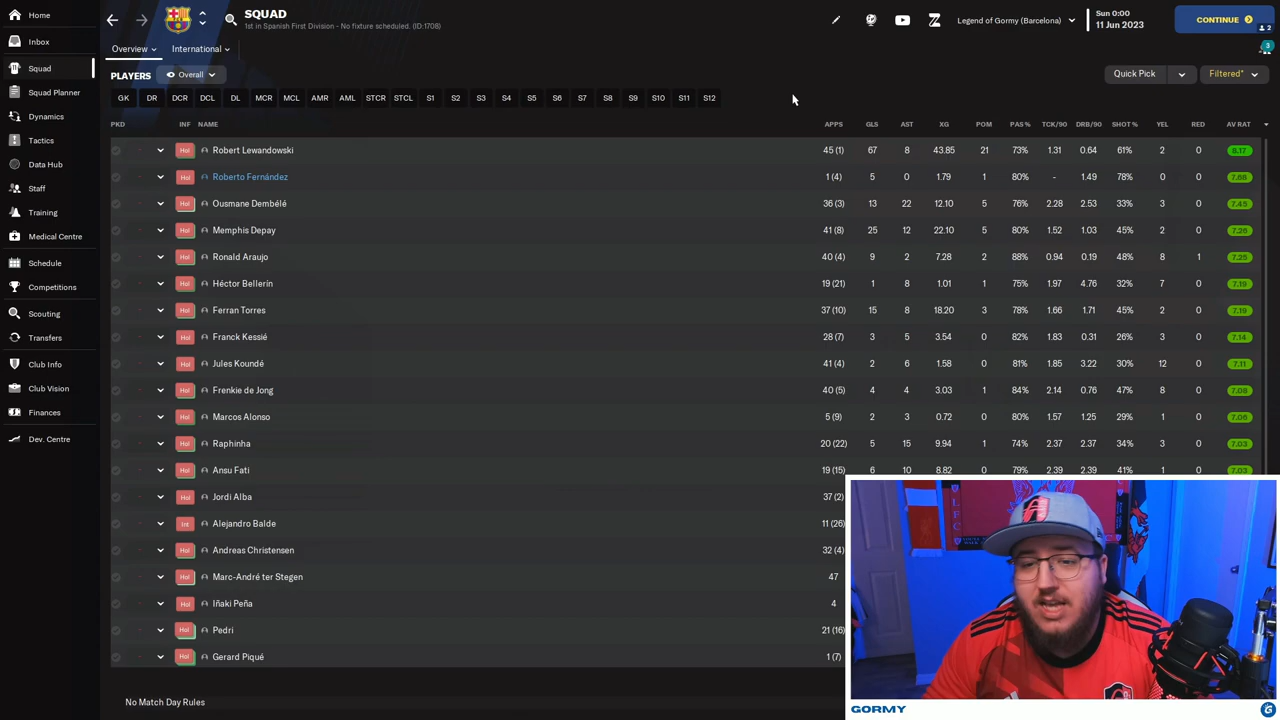 Home
Inbox
Squad
Squad Planner
Dynamics
Tactics
Data Hub
Staff
Training
Medical Centre
Schedule
Competitions
Scouting
Transfers
Club Info
Club Vision
Finances
Dev. Centre
SQUAD
1st in Spanish First Division - No fixture scheduled. (ID:1708)
Legend of Gormy (Barcelona)
Sun 0:00
11 Jun 2023
CONTINUE
2
3
Overview International
PLAYERS Overall
Quick Pick Filtered*
GK DR DCR DCL DL MCR MCL AMR AML STCR STCL S1 S2 S3 S4 S5 S6 S7 S8 S9 S10 S11 S12
PKD INF NAME APPS GLS AST XG POM PAS % TCK/90 DRB/90 SHOT % YEL RED AV RAT
Hol Robert Lewandowski 45 (1) 67 8 43.85 21 73% 1.31 0.64 61% 2 0 8.17
Hol Roberto Fernández 1 (4) 5 0 1.79 1 80% - 1.49 78% 0 0 7.68
Hol Ousmane Dembélé 36 (3) 13 22 12.10 5 76% 2.28 2.53 33% 3 0 7.45
Hol Memphis Depay 41 (8) 25 12 22.10 5 80% 1.52 1.03 45% 2 0 7.26
Hol Ronald Araujo 40 (4) 9 2 7.28 2 88% 0.94 0.19 48% 8 1 7.25
Hol Héctor Bellerín 19 (21) 1 8 1.01 1 75% 1.97 4.76 32% 7 0 7.19
Hol Ferran Torres 37 (10) 15 8 18.20 3 78% 1.66 1.71 45% 2 0 7.19
Hol Franck Kessié 28 (7) 3 5 3.54 0 82% 1.83 0.31 26% 3 0 7.14
Hol Jules Koundé 41 (4) 2 6 1.58 0 81% 1.85 3.22 30% 12 0 7.11
Hol Frenkie de Jong 40 (5) 4 4 3.03 1 84% 2.14 0.76 47% 8 0 7.08
Hol Marcos Alonso 5 (9) 2 3 0.72 0 80% 1.57 1.25 29% 1 0 7.06
Hol Raphinha 20 (22) 5 15 9.94 1 74% 2.37 2.37 34% 3 0 7.03
Hol Ansu Fati 19 (15) 6 10 8.82 0 79% 2.39 2.39 41% 1 0 7.03
Hol Jordi Alba 37 (2)
Int Alejandro Balde 11 (26)
Hol Andreas Christensen 32 (4)
Hol Marc-André ter Stegen 47
Hol Iñaki Peña 4
Hol Pedri 21 (16)
Hol Gerard Piqué 1 (7)
No Match Day Rules
GORMY